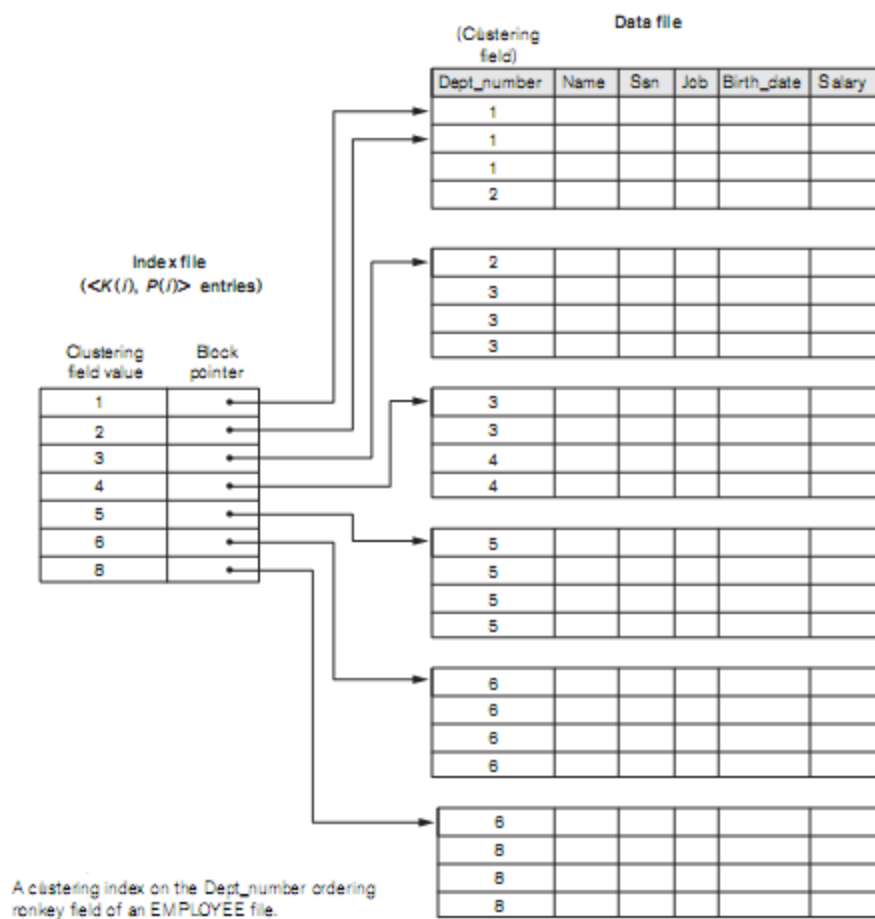 Data file
(Clustering
field)
Dept_number Name Ssn Job Birth_date Salary
1
1
1
2
2
3
3
3
3
3
4
4
5
5
5
5
6
6
6
6
6
8
8
8
Index file
(<K(i), P(i)> entries)
Clustering
field value
Block
pointer
1
2
3
4
5
6
8
A clustering index on the Dept_number ordering
nonkey field of an EMPLOYEE file.